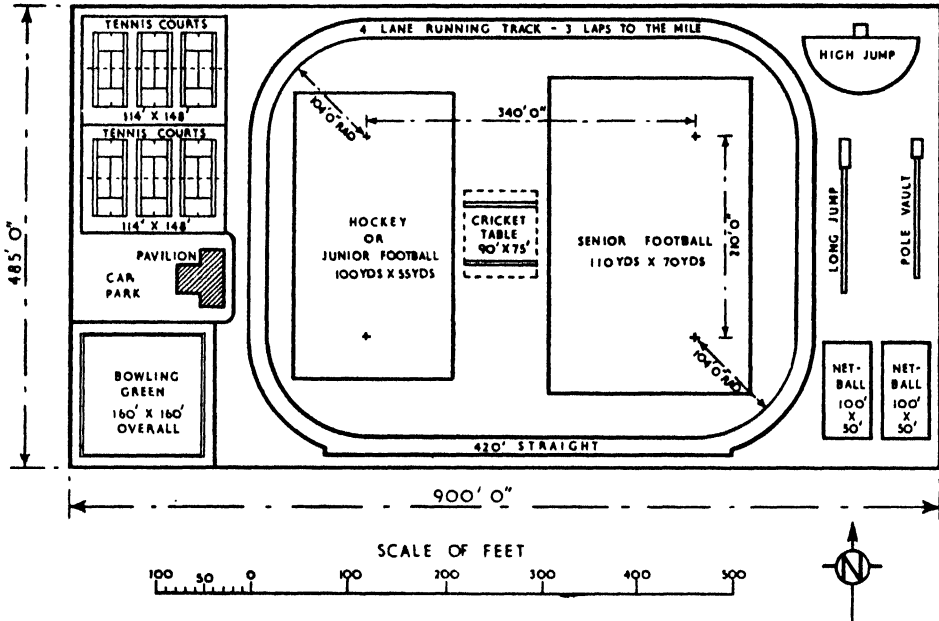 TENNIS COURTS
114' X 148'
TENNIS COURTS
114' X 148'
PAVILION
CAR
PARK
BOWLING
GREEN
160' X 160'
OVERALL
485' 0"
4 LANE RUNNING TRACK - 3 LAPS TO THE MILE
104'0"RAD
340' 0"
HOCKEY
OR
JUNIOR FOOTBALL
100YDS X 55YDS
CRICKET
TABLE
90'X 75'
SENIOR FOOTBALL
110YDS X 70YDS
210' 0"
104'0"RAD
420' STRAIGHT
HIGH JUMP
LONG JUMP
POLE VAULT
NET-
BALL
100'
X
50'
NET-
BALL
100'
X
50'
900' 0"
SCALE OF FEET
100 50 0 100 200 300 400 500
N